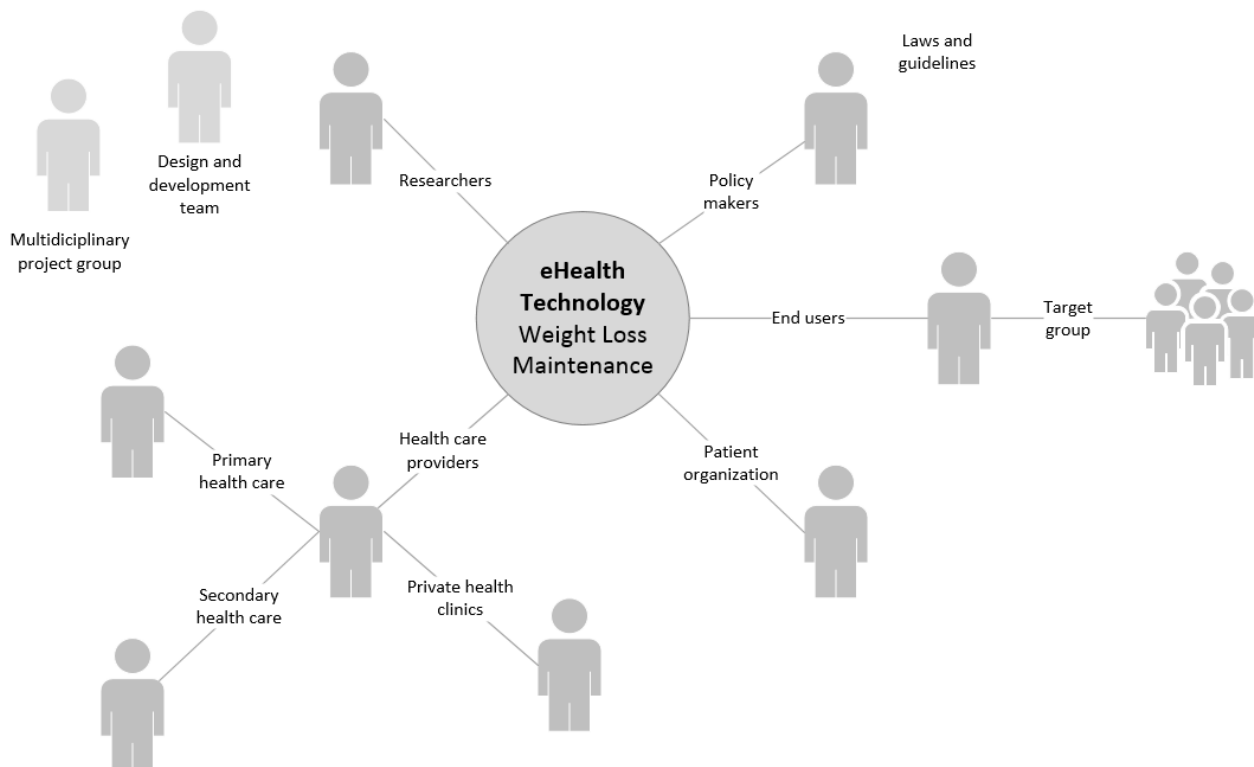 Laws and
guidelines
Design and
development
team
Researchers
Policy
makers
Multidiciplinary
project group
eHealth
Technology
Weight Loss
Maintenance
End users
Target
group
Health care
providers
Patient
organization
Primary
health care
Secondary
health care
Private health
clinics